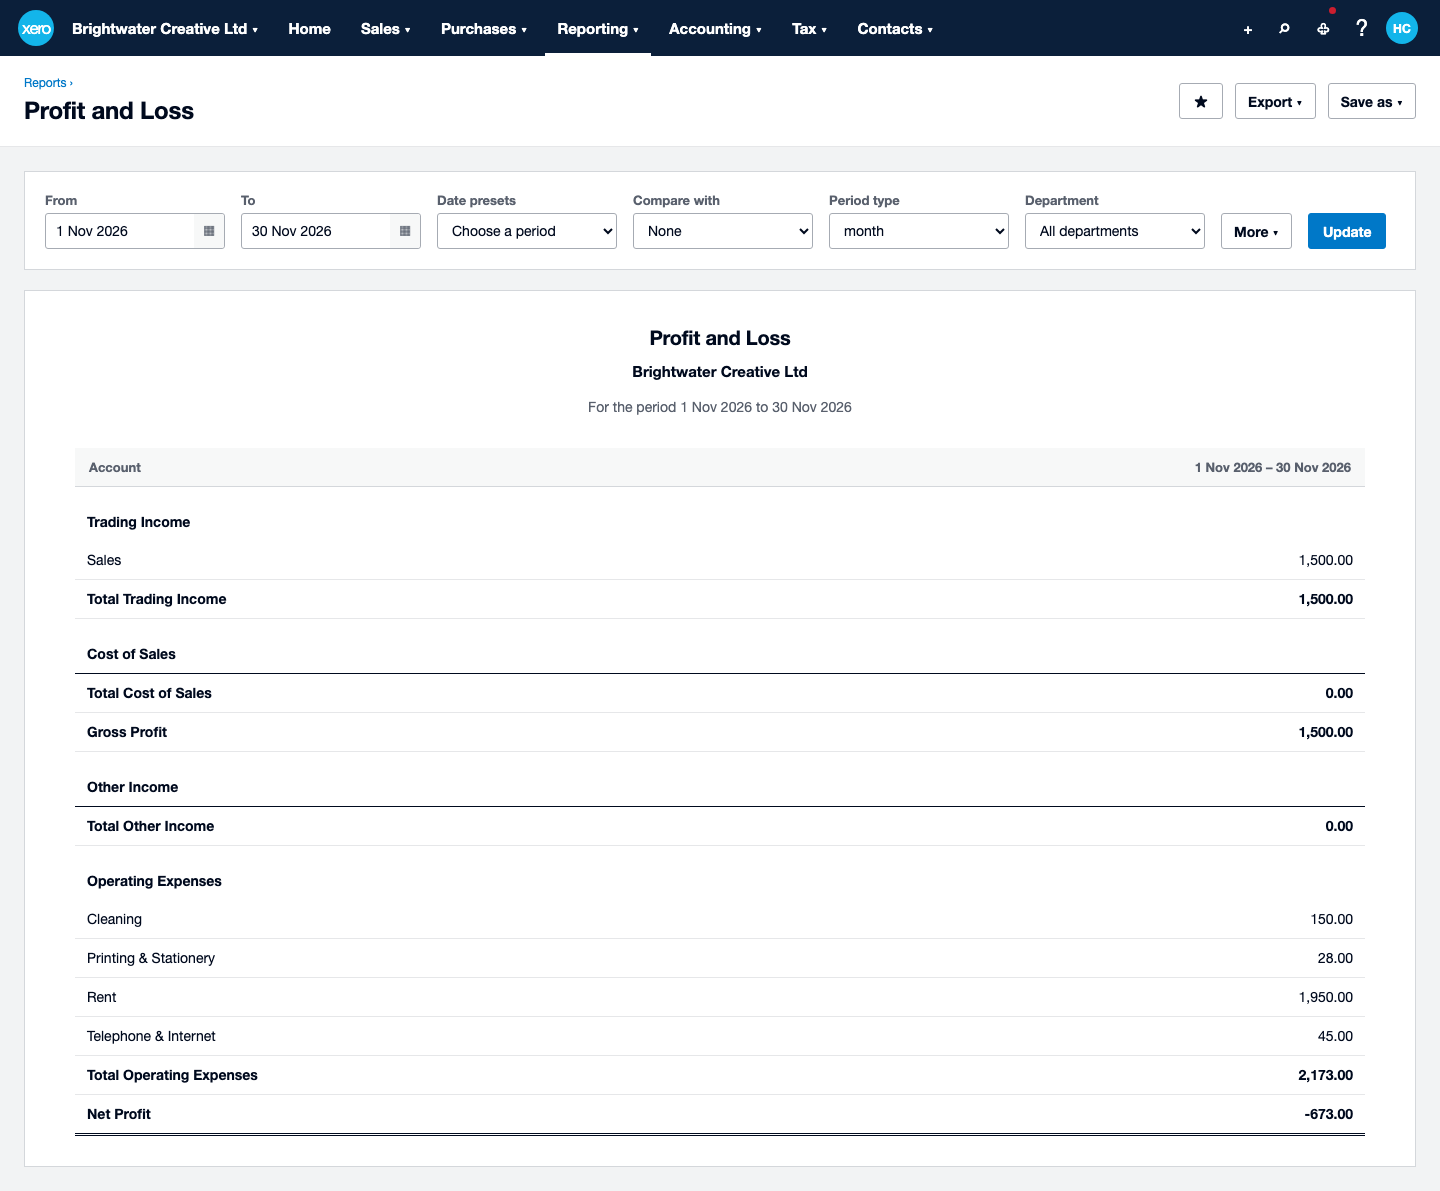 xero Brightwater Creative Ltd ▾ Home Sales ▾ Purchases ▾ Reporting ▾ Accounting ▾ Tax ▾ Contacts ▾ + ? HC
Reports ›
Profit and Loss
★ Export ▾ Save as ▾
From To Date presets Compare with Period type Department
1 Nov 2026 30 Nov 2026 Choose a period None month All departments More ▾ Update
Profit and Loss
Brightwater Creative Ltd
For the period 1 Nov 2026 to 30 Nov 2026
Account 1 Nov 2026 – 30 Nov 2026
Trading Income
Sales 1,500.00
Total Trading Income 1,500.00
Cost of Sales
Total Cost of Sales 0.00
Gross Profit 1,500.00
Other Income
Total Other Income 0.00
Operating Expenses
Cleaning 150.00
Printing & Stationery 28.00
Rent 1,950.00
Telephone & Internet 45.00
Total Operating Expenses 2,173.00
Net Profit -673.00